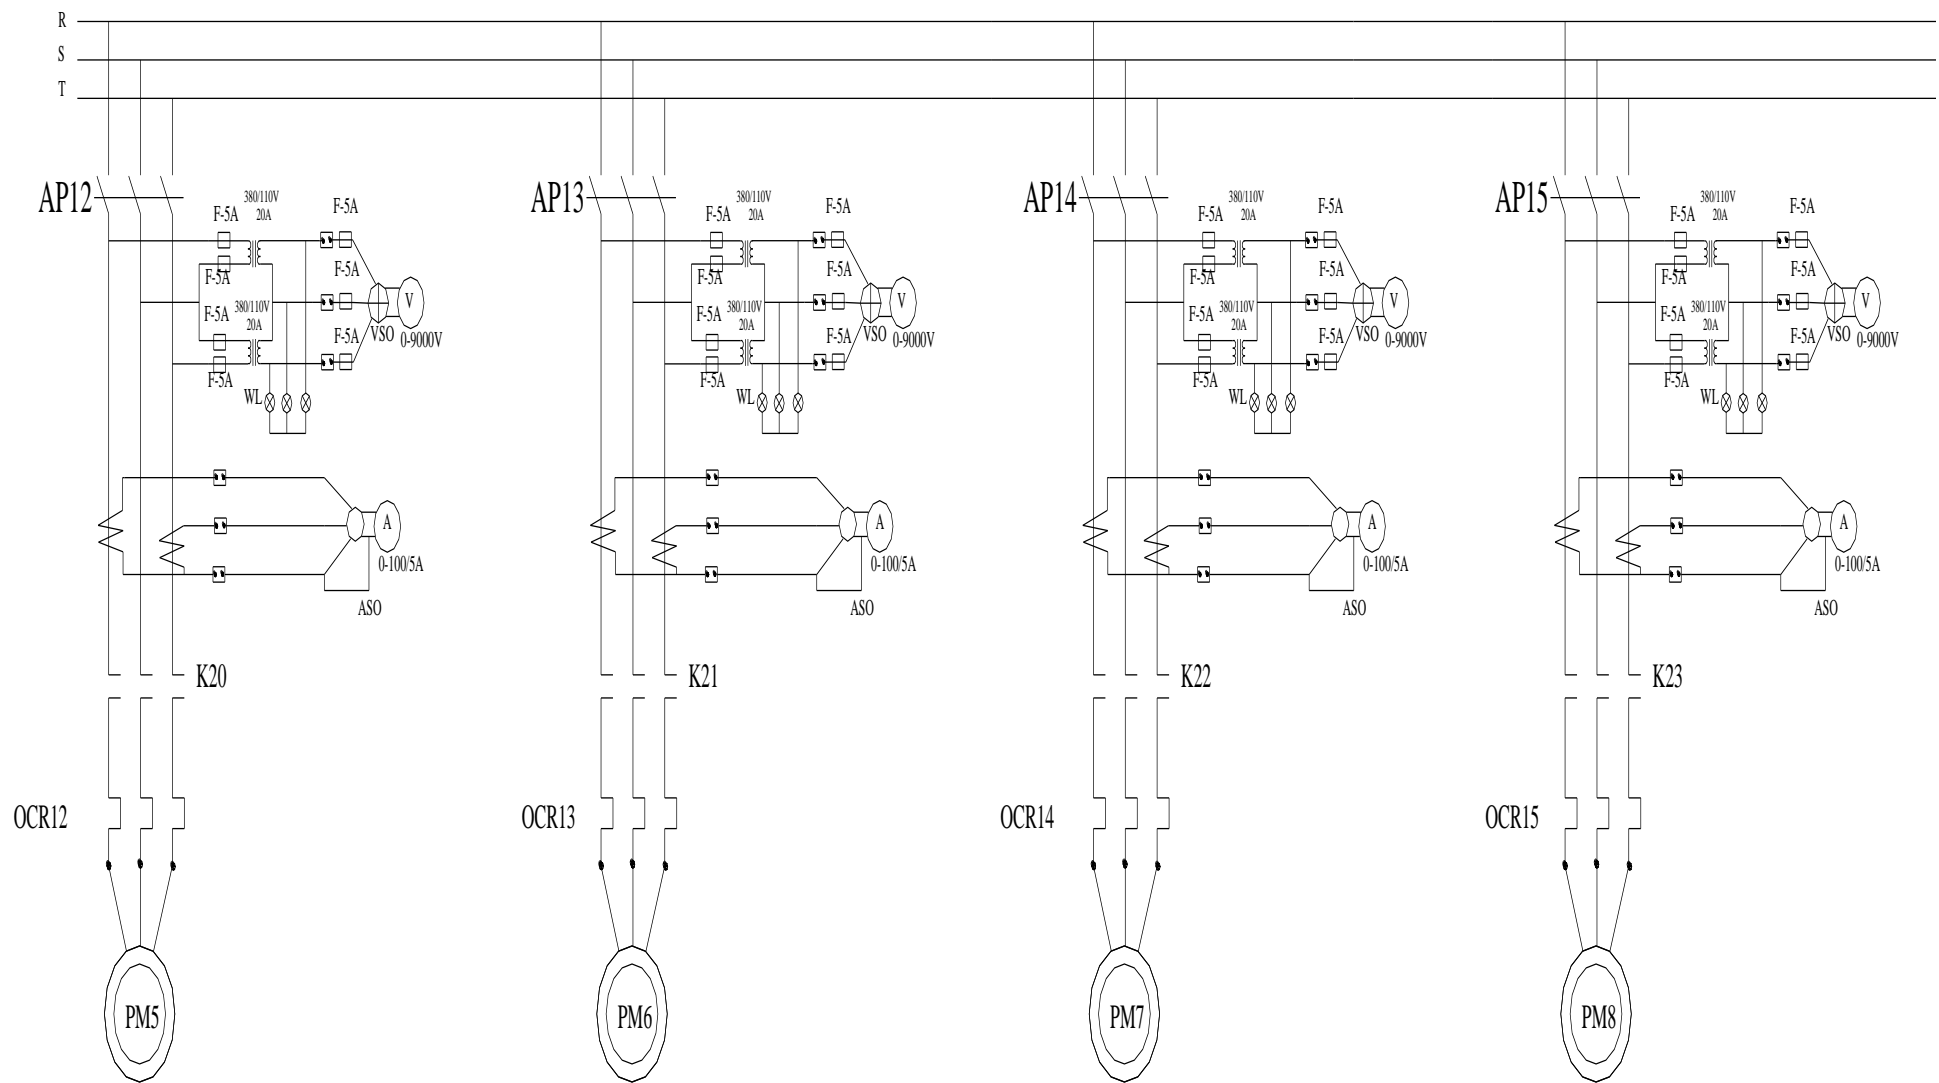 R
S
T
AP12
F-5A
380/110V
20A
F-5A
F-5A
F-5A
F-5A
380/110V
20A
F-5A
F-5A
VSO
V
0-9000V
WL
A
0-100/5A
ASO
K20
OCR12
PM5
AP13
F-5A
380/110V
20A
F-5A
F-5A
F-5A
F-5A
380/110V
20A
F-5A
F-5A
VSO
V
0-9000V
WL
A
0-100/5A
ASO
K21
OCR13
PM6
AP14
F-5A
380/110V
20A
F-5A
F-5A
F-5A
F-5A
380/110V
20A
F-5A
F-5A
VSO
V
0-9000V
WL
A
0-100/5A
ASO
K22
OCR14
PM7
AP15
F-5A
380/110V
20A
F-5A
F-5A
F-5A
F-5A
380/110V
20A
F-5A
F-5A
VSO
V
0-9000V
WL
A
0-100/5A
ASO
K23
OCR15
PM8